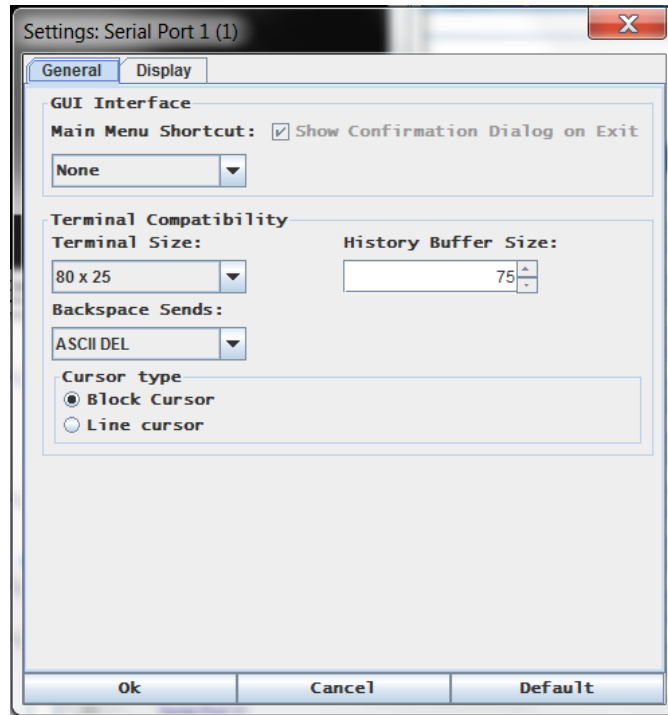 Settings: Serial Port 1 (1)
General Display
GUI Interface
Main Menu Shortcut: Show Confirmation Dialog on Exit
None
Terminal Compatibility
Terminal Size: History Buffer Size:
80 x 25 75
Backspace Sends:
ASCII DEL
Cursor type
Block Cursor
Line cursor
Ok Cancel Default